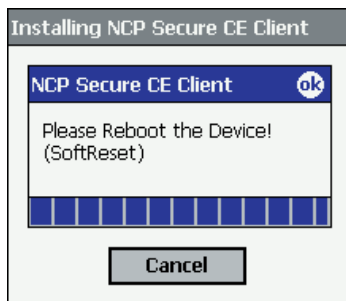 Installing NCP Secure CE Client
NCP Secure CE Client ok
Please Reboot the Device!
(SoftReset)
Cancel